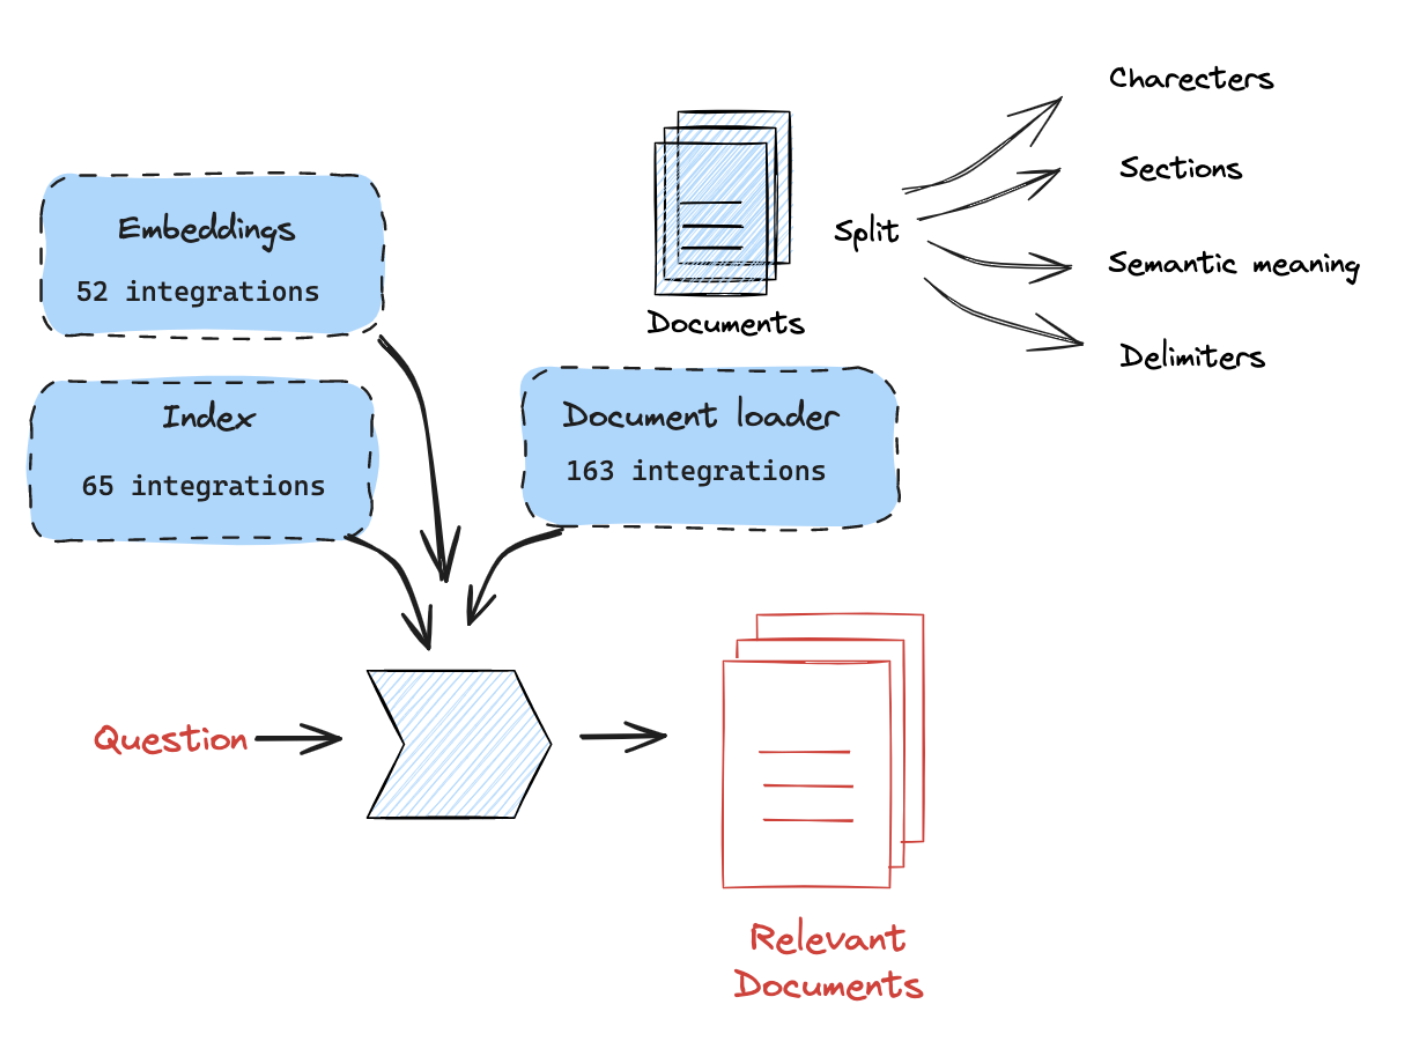 Charecters
Sections
Split
Semantic meaning
Delimiters
Documents
Embeddings
52 integrations
Index
65 integrations
Document loader
163 integrations
Question
Relevant
Documents